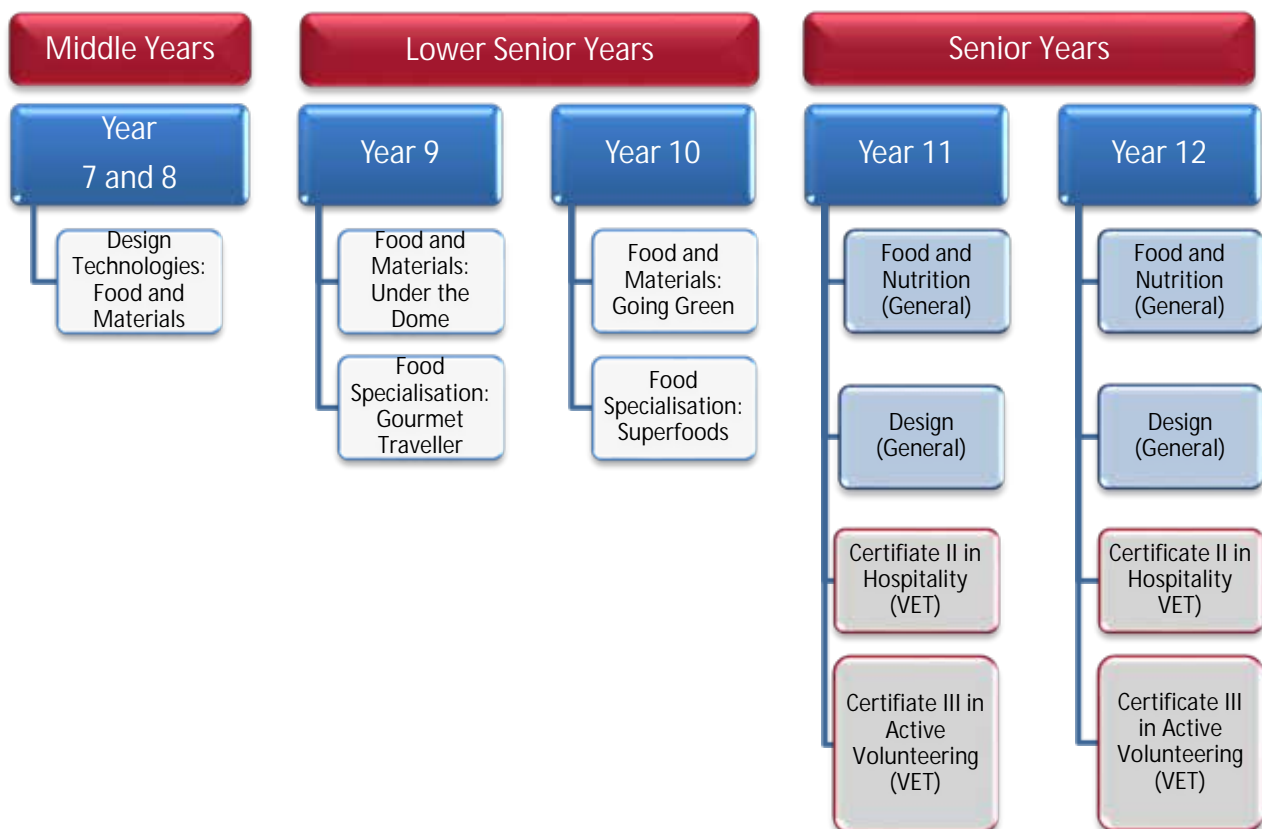 Middle Years
Lower Senior Years
Senior Years
Year
7 and 8
Year 9
Year 10
Year 11
Year 12
Design
Technologies:
Food and
Materials
Food and
Materials:
Under the
Dome
Food
Specialisation:
Gourmet
Traveller
Food and
Materials:
Going Green
Food
Specialisation:
Superfoods
Food and
Nutrition
(General)
Design
(General)
Certifiate II in
Hospitality
(VET)
Certifiate III in
Active
Volunteering
(VET)
Food and
Nutrition
(General)
Design
(General)
Certificate II in
Hospitality
VET)
Certificate III
in Active
Volunteering
(VET)